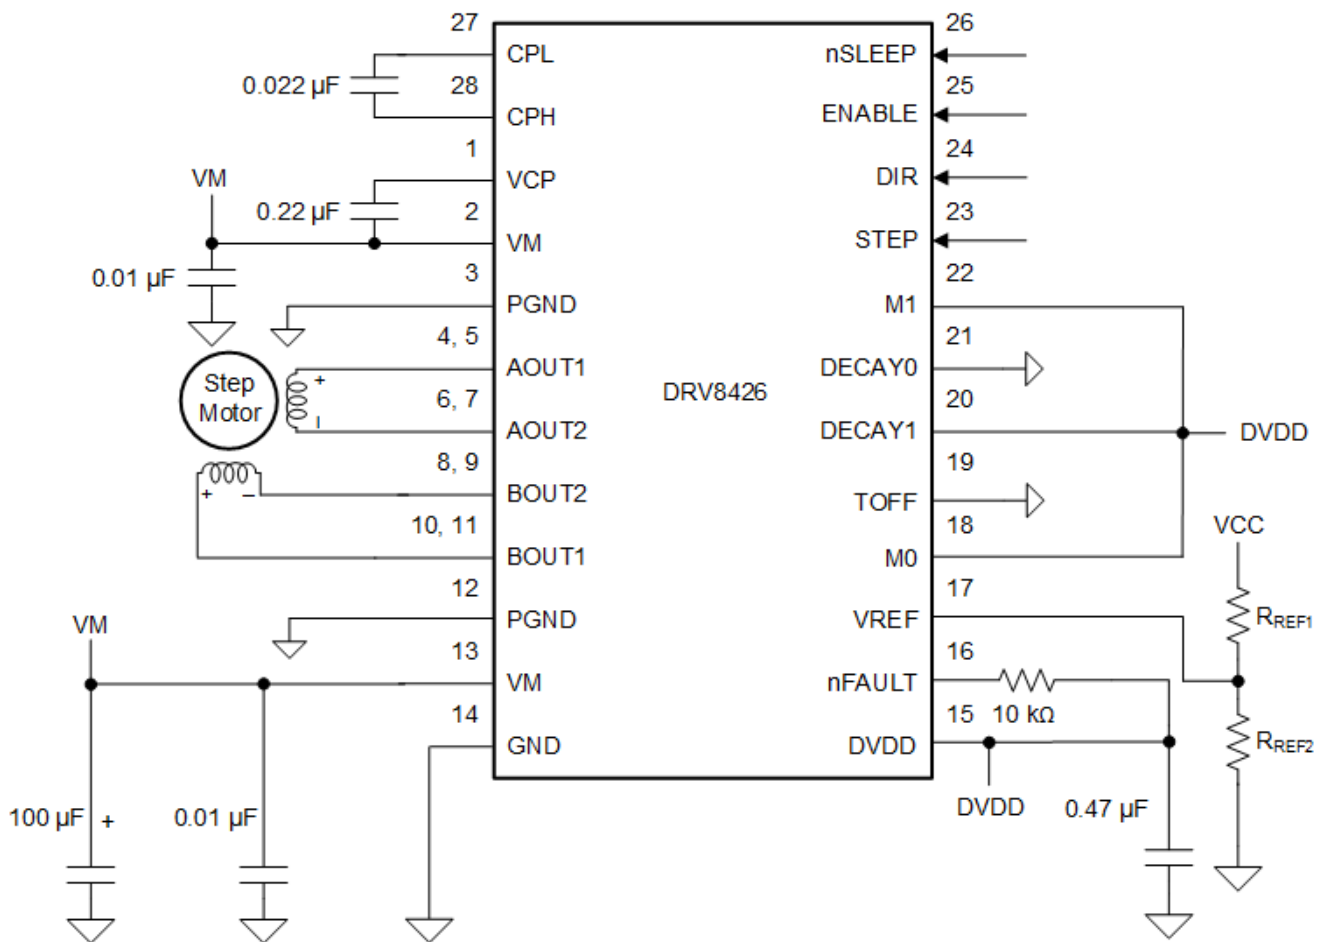 27
CPL
nSLEEP
26
0.022 µF
28
CPH
ENABLE
25
1
VCP
DIR
24
VM
0.22 µF
2
VM
STEP
23
0.01 µF
3
PGND
M1
22
4, 5
AOUT1
DECAY0
21
Step
Motor
+
–
6, 7
AOUT2
DRV8426
DECAY1
20
DVDD
8, 9
BOUT2
TOFF
19
+
–
10, 11
BOUT1
M0
18
VCC
12
PGND
VREF
17
RREF1
VM
13
VM
nFAULT
16
10 kΩ
14
GND
DVDD
15
RREF2
100 µF
+
0.01 µF
DVDD
0.47 µF